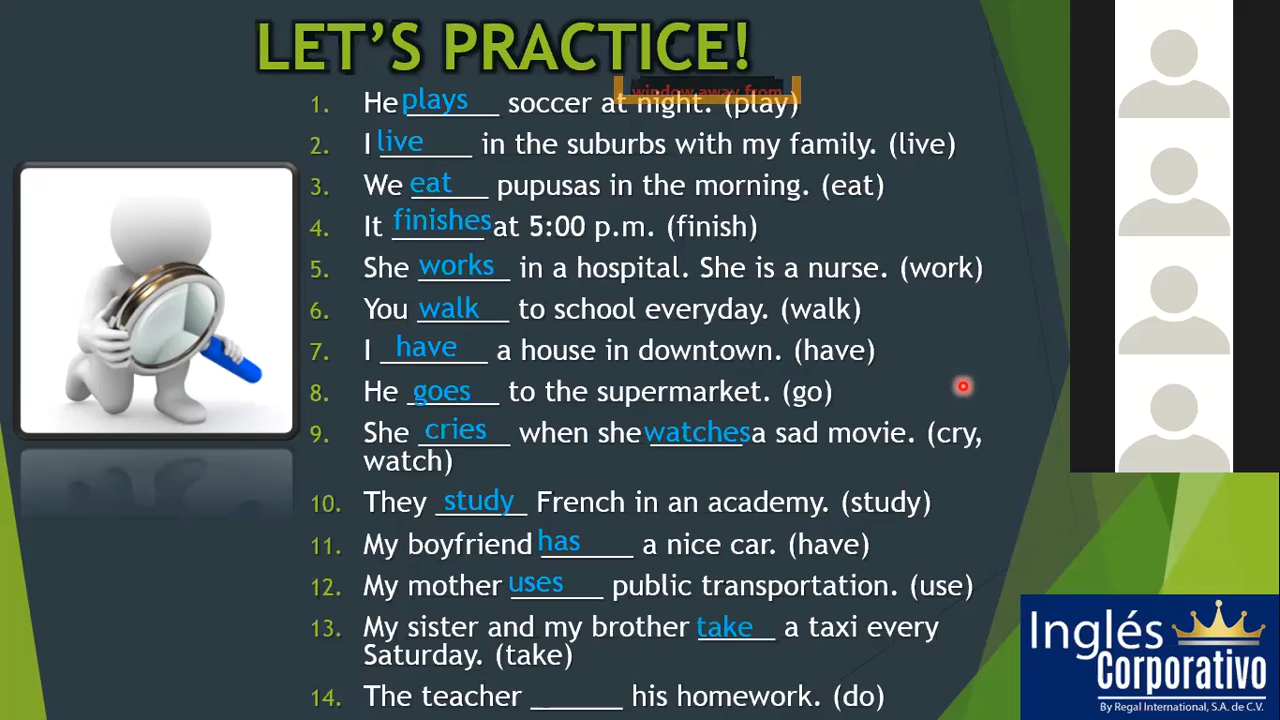 LET'S PRACTICE!
window away from
1. He plays soccer at night. (play)
2. I live in the suburbs with my family. (live)
3. We eat pupusas in the morning. (eat)
4. It finishes at 5:00 p.m. (finish)
5. She works in a hospital. She is a nurse. (work)
6. You walk to school everyday. (walk)
7. I have a house in downtown. (have)
8. He goes to the supermarket. (go)
9. She cries when she watches a sad movie. (cry,
watch)
10. They study French in an academy. (study)
11. My boyfriend has a nice car. (have)
12. My mother uses public transportation. (use)
13. My sister and my brother take a taxi every
Saturday. (take)
14. The teacher ______ his homework. (do)
Inglés
Corporativo
By Regal International, S.A. de C.V.